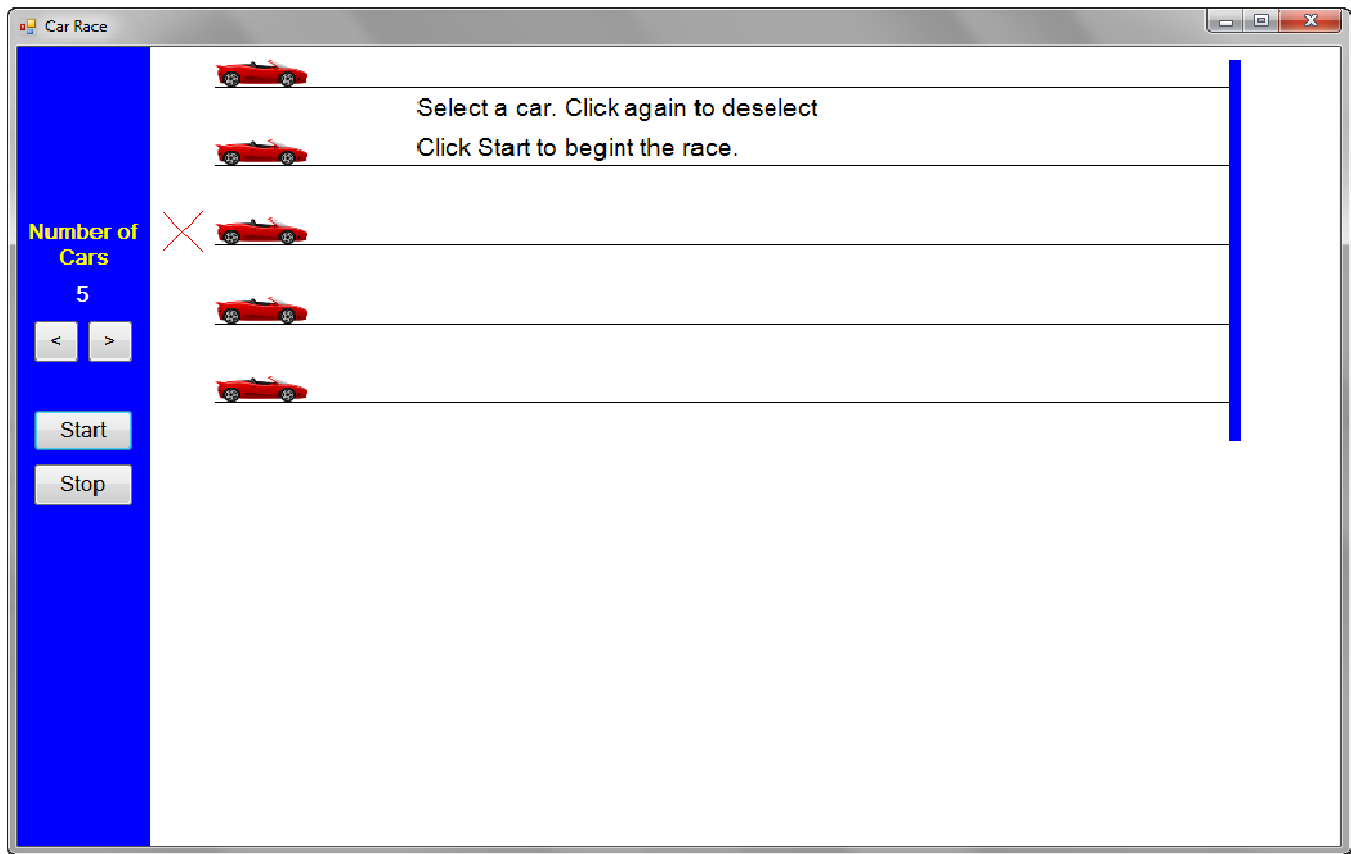 Car Race
Select a car. Click again to deselect
Click Start to begint the race.
Number of
Cars
5
< >
Start
Stop